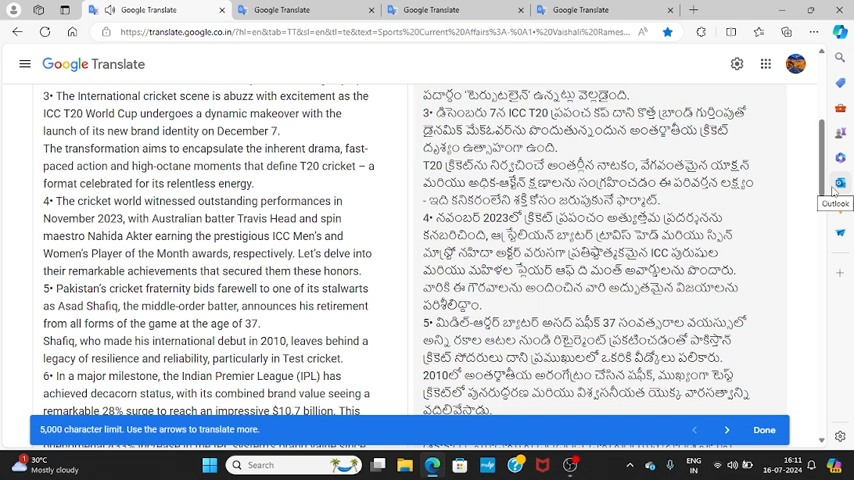 Google Translate
Google Translate
Google Translate
Google Translate
https://translate.google.co.in/?hl=en&tab=TT&sl=en&tl=te&text=Sports%20Current%20Affairs%3A-%0A1•%20Vaishali%20Rames...
Google Translate
3• The International cricket scene is abuzz with excitement as the
ICC T20 World Cup undergoes a dynamic makeover with the
launch of its new brand identity on December 7.
The transformation aims to encapsulate the inherent drama, fast-
paced action and high-octane moments that define T20 cricket – a
format celebrated for its relentless energy.
4• The cricket world witnessed outstanding performances in
November 2023, with Australian batter Travis Head and spin
maestro Nahida Akter earning the prestigious ICC Men's and
Women's Player of the Month awards, respectively. Let's delve into
their remarkable achievements that secured them these honors.
5• Pakistan's cricket fraternity bids farewell to one of its stalwarts
as Asad Shafiq, the middle-order batter, announces his retirement
from all forms of the game at the age of 37.
Shafiq, who made his international debut in 2010, leaves behind a
legacy of resilience and reliability, particularly in Test cricket.
6• In a major milestone, the Indian Premier League (IPL) has
achieved decacorn status, with its combined brand value seeing a
remarkable 28% surge to reach an impressive $10.7 billion. This
పదార్థం "టర్పుటలైన్" ఉన్నట్లు వెల్లడైంది.
3• డిసెంబరు 7న ICC T20 ప్రపంచ కప్ దాని కొత్త బ్రాండ్ గుర్తింపుతో
డైనమిక్ మేక్ఓవర్‌ను పొందుతున్నందున అంతర్జాతీయ క్రికెట్
దృశ్యం ఉత్సాహంగా ఉంది.
T20 క్రికెట్‌ను నిర్వచించే అంతర్లీన నాటకం, వేగవంతమైన యాక్షన్
మరియు అధిక-ఆక్టేన్ క్షణాలను సంగ్రహించడం ఈ పరివర్తన లక్ష్యం
- ఇది కనికరంలేని శక్తి కోసం జరుపుకునే ఫార్మాట్.
4• నవంబర్ 2023లో క్రికెట్ ప్రపంచం అత్యుత్తమ ప్రదర్శనను
కనబరిచింది, ఆస్ట్రేలియన్ బ్యాటర్ ట్రావిస్ హెడ్ మరియు స్పిన్
మాస్ట్రో నహిదా అక్టర్ వరుసగా ప్రతిష్టాత్మకమైన ICC పురుషుల
మరియు మహిళల ప్లేయర్ ఆఫ్ ది మంత్ అవార్డులను పొందారు.
వారికి ఈ గౌరవాలను అందించిన వారి అద్భుతమైన విజయాలను
పరిశీలిద్దాం.
5• మిడిల్-ఆర్డర్ బ్యాటర్ అసద్ షఫీక్ 37 సంవత్సరాల వయస్సులో
అన్ని రకాల ఆటల నుండి రిటైర్మెంట్ ప్రకటించడంతో పాకిస్తాన్
క్రికెట్ సోదరులు దాని ప్రముఖులలో ఒకరికి వీడ్కోలు పలికారు.
2010లో అంతర్జాతీయ అరంగేట్రం చేసిన షఫీక్, ముఖ్యంగా టెస్ట్
క్రికెట్‌లో పునరుద్ధరణ మరియు విశ్వసనీయత యొక్క వారసత్వాన్ని
వదిలివేసాడు.
Outlook
5,000 character limit. Use the arrows to translate more.
Done
30°C
Mostly cloudy
Search
ENG
IN
16:11
16-07-2024